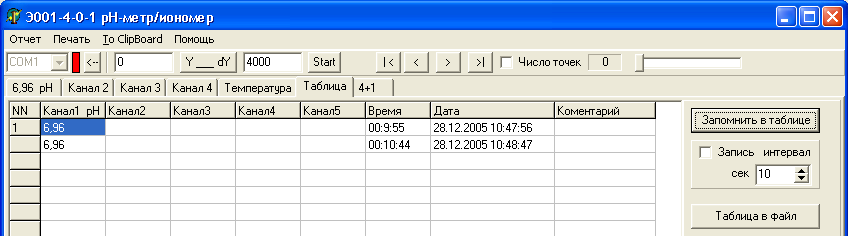 Э001-4-0-1 pH-метр/иономер
Отчет Печать To ClipBoard Помощь
COM1 <-- 0 Y ___ dY 4000 Start |< < > >| Число точек 0
6,96 pH Канал 2 Канал 3 Канал 4 Температура Таблица 4+1
NN Канал1 pH Канал2 Канал3 Канал4 Канал5 Время Дата Коментарий
1 6,96 00:9:55 28.12.2005 10:47:56
6,96 00:10:44 28.12.2005 10:48:47
Запомнить в таблице
Запись интервал
сек 10
Таблица в файл